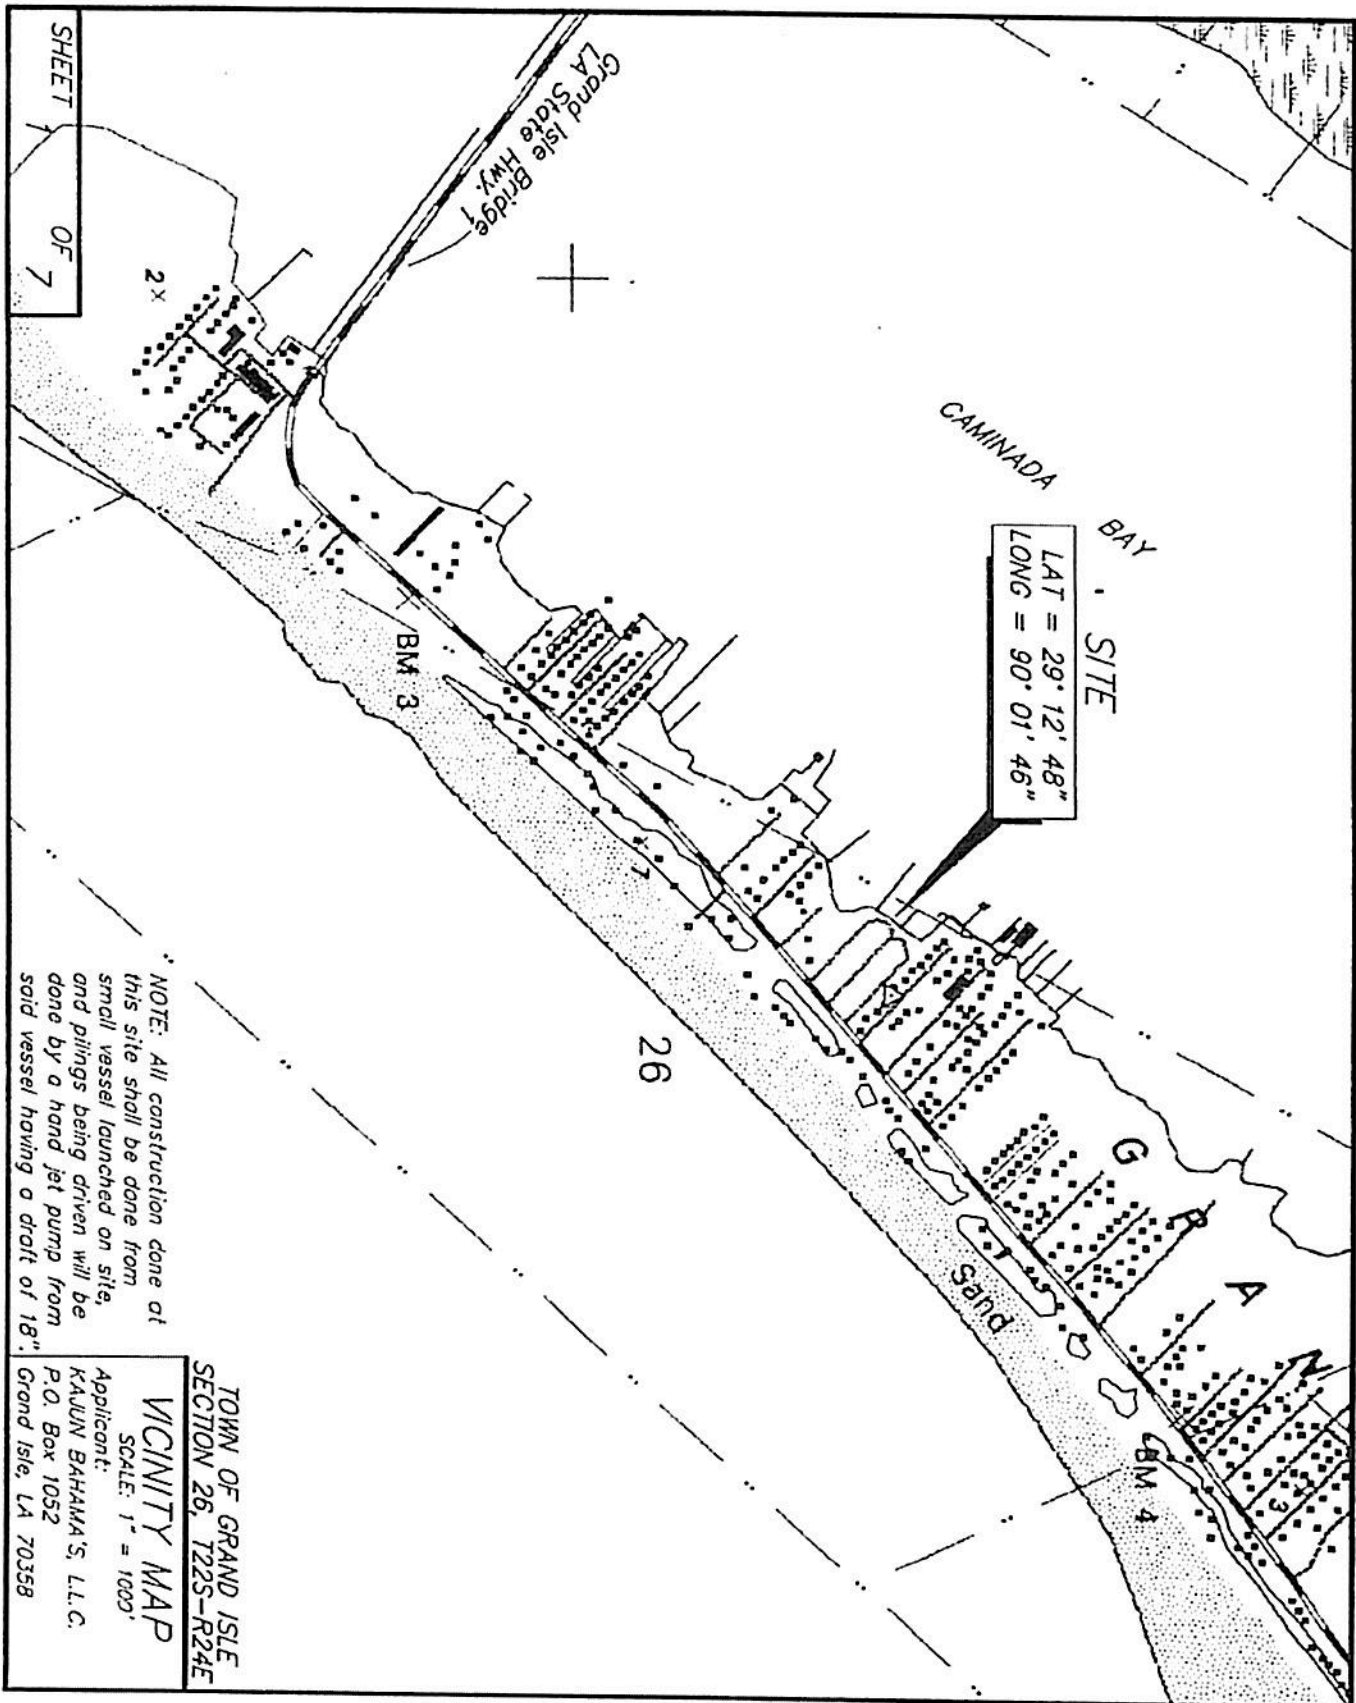 Grand Isle Bridge
LA State Hwy. 1
CAMINADA
BAY
SITE
LAT = 29° 12' 48"
LONG = 90° 01' 46"
G
R
A
N
2
BM 3
1
26
Sand
BM 4
3
NOTE: All construction done at
this site shall be done from
small vessel launched on site,
and pilings being driven will be
done by a hand jet pump from
said vessel having a draft of 18".
TOWN OF GRAND ISLE
SECTION 26, T22S-R24E
VICINITY MAP
SCALE: 1" = 1000'
Applicant:
KAJUN BAHAMA'S, L.L.C.
P.O. Box 1052
Grand Isle, LA 70358
SHEET 1 OF 7